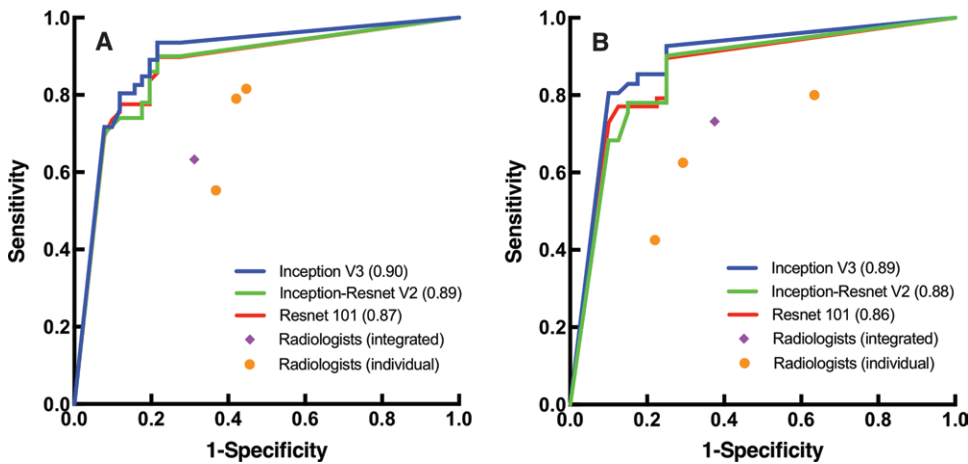 A
1.0
0.8
0.6
0.4
0.2
0.0
Sensitivity
0.0
0.2
0.4
0.6
0.8
1.0
1-Specificity
Inception V3 (0.90)
Inception-Resnet V2 (0.89)
Resnet 101 (0.87)
Radiologists (integrated)
Radiologists (individual)
B
1.0
0.8
0.6
0.4
0.2
0.0
Sensitivity
0.0
0.2
0.4
0.6
0.8
1.0
1-Specificity
Inception V3 (0.89)
Inception-Resnet V2 (0.88)
Resnet 101 (0.86)
Radiologists (integrated)
Radiologists (individual)